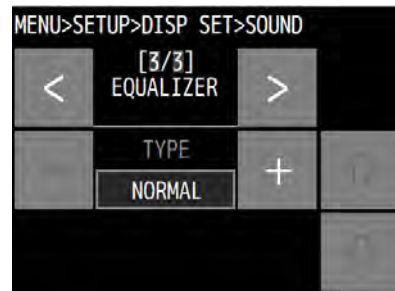 MENU>SETUP>DISP SET>SOUND
[3/3]
< EQUALIZER >
TYPE
+
NORMAL